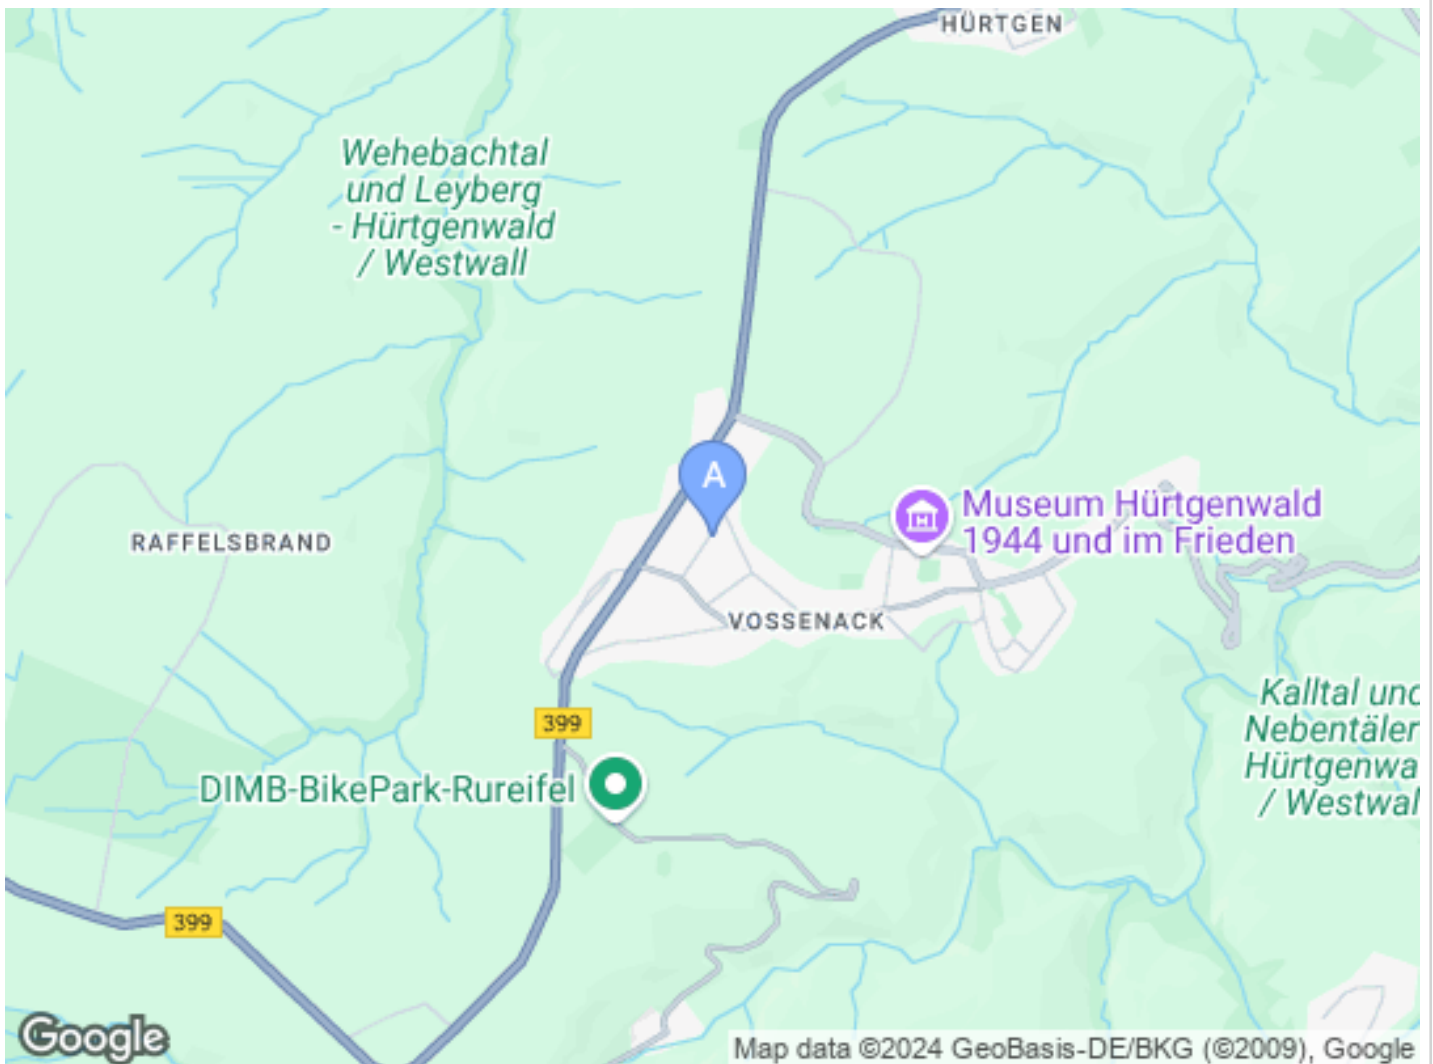 HÜRTGEN
Wehebachtal
und Leyberg
- Hürtgenwald
/ Westwall
A
Museum Hürtgenwald
1944 und im Frieden
RAFFELSBRAND
VOSSENACK
Kalltal und
Nebentäler
Hürtgenwa
/ Westwal
399
DIMB-BikePark-Rureifel
399
Google
Map data ©2024 GeoBasis-DE/BKG (©2009), Google